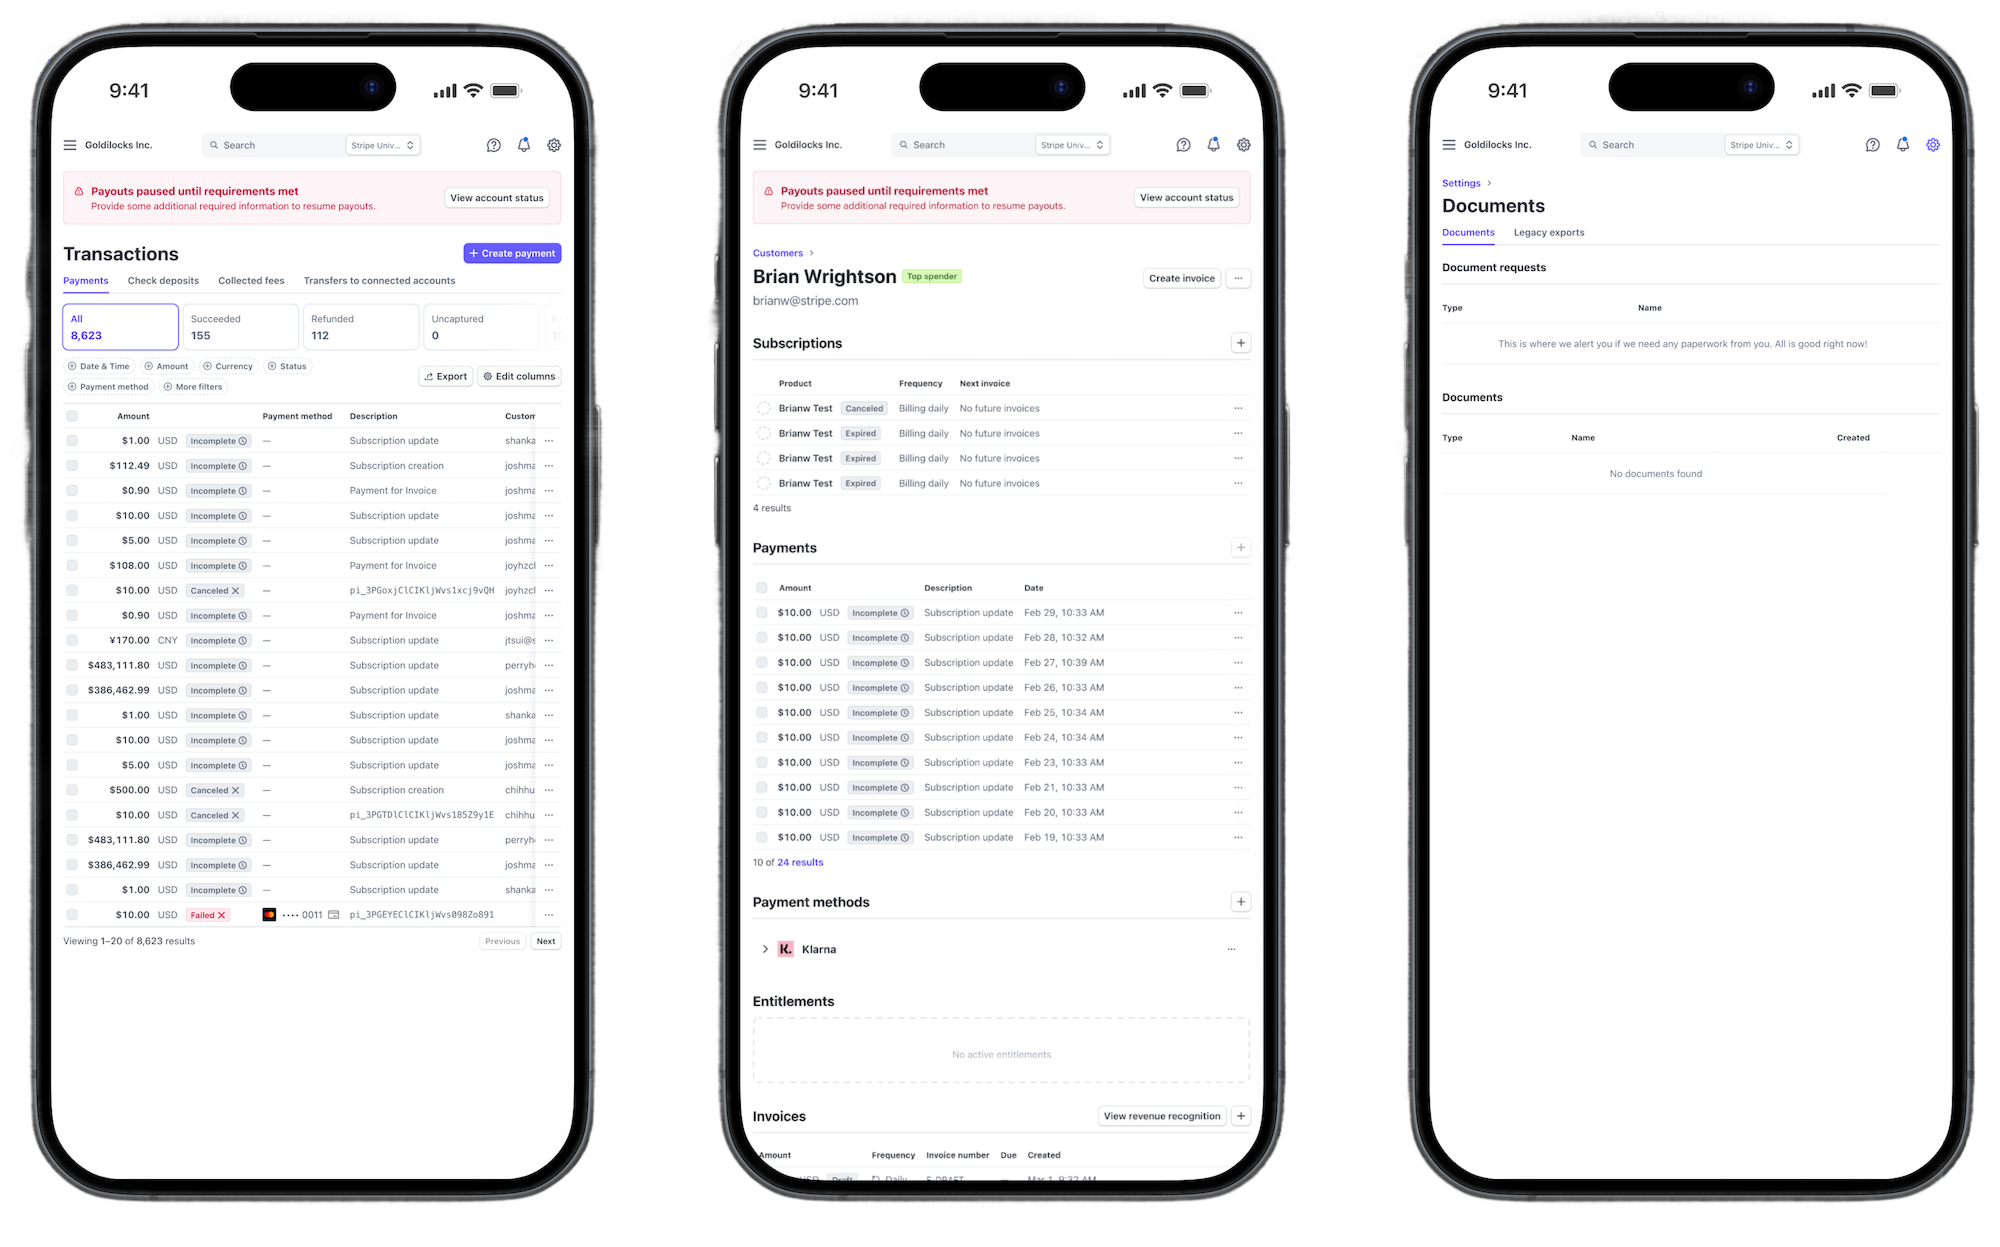 9:41
Goldilocks Inc.
Search
Stripe Univ...
Payouts paused until requirements met
Provide some additional required information to resume payouts.
View account status
Transactions
+ Create payment
Payments Check deposits Collected fees Transfers to connected accounts
All Succeeded Refunded Uncaptured
8,623 155 112 0
Date & Time Amount Currency Status
Payment method More filters
Export Edit columns
Amount Payment method Description Custom
$1.00 USD Incomplete — Subscription update shanka ...
$112.49 USD Incomplete — Subscription creation joshma ...
$0.90 USD Incomplete — Payment for Invoice joshma ...
$10.00 USD Incomplete — Subscription update joshma ...
$5.00 USD Incomplete — Subscription update joshma ...
$108.00 USD Incomplete — Payment for Invoice joyhzcl ...
$10.00 USD Canceled pi_3PGoxjClCIKljWvs1xcj9vQH joyhzcl ...
$0.90 USD Incomplete — Payment for Invoice joshma ...
¥170.00 CNY Incomplete — Subscription update jtsui@s ...
$483,111.80 USD Incomplete — Subscription update perryh ...
$386,462.99 USD Incomplete — Subscription update joshma ...
$1.00 USD Incomplete — Subscription update shanka ...
$10.00 USD Incomplete — Subscription update joshma ...
$5.00 USD Incomplete — Subscription update joshma ...
$500.00 USD Canceled Subscription creation chihhu ...
$10.00 USD Canceled pi_3PGTDlClCIKljWvs185Z9y1E chihhu ...
$483,111.80 USD Incomplete — Subscription update perryh ...
$386,462.99 USD Incomplete — Subscription update joshma ...
$1.00 USD Incomplete — Subscription update shanka ...
$10.00 USD Failed •••• 0011 pi_3PGEYEClCIKljWvs098Zo891 ...
Viewing 1–20 of 8,623 results
Previous Next
9:41
Goldilocks Inc.
Search
Stripe Univ...
Payouts paused until requirements met
Provide some additional required information to resume payouts.
View account status
Customers
Brian Wrightson Top spender
Create invoice ...
brianw@stripe.com
Subscriptions
+
Product Frequency Next invoice
Brianw Test Canceled Billing daily No future invoices ...
Brianw Test Expired Billing daily No future invoices ...
Brianw Test Expired Billing daily No future invoices ...
Brianw Test Expired Billing daily No future invoices ...
4 results
Payments
+
Amount Description Date
$10.00 USD Incomplete Subscription update Feb 29, 10:33 AM ...
$10.00 USD Incomplete Subscription update Feb 28, 10:32 AM ...
$10.00 USD Incomplete Subscription update Feb 27, 10:39 AM ...
$10.00 USD Incomplete Subscription update Feb 26, 10:33 AM ...
$10.00 USD Incomplete Subscription update Feb 25, 10:34 AM ...
$10.00 USD Incomplete Subscription update Feb 24, 10:34 AM ...
$10.00 USD Incomplete Subscription update Feb 23, 10:33 AM ...
$10.00 USD Incomplete Subscription update Feb 21, 10:33 AM ...
$10.00 USD Incomplete Subscription update Feb 20, 10:33 AM ...
$10.00 USD Incomplete Subscription update Feb 19, 10:33 AM ...
10 of 24 results
Payment methods
+
K. Klarna ...
Entitlements
No active entitlements
Invoices
View revenue recognition +
Amount Frequency Invoice number Due Created
USD Draft Daily — Mar 1, 9:32 AM
9:41
Goldilocks Inc.
Search
Stripe Univ...
Settings
Documents
Documents Legacy exports
Document requests
Type Name
This is where we alert you if we need any paperwork from you. All is good right now!
Documents
Type Name Created
No documents found